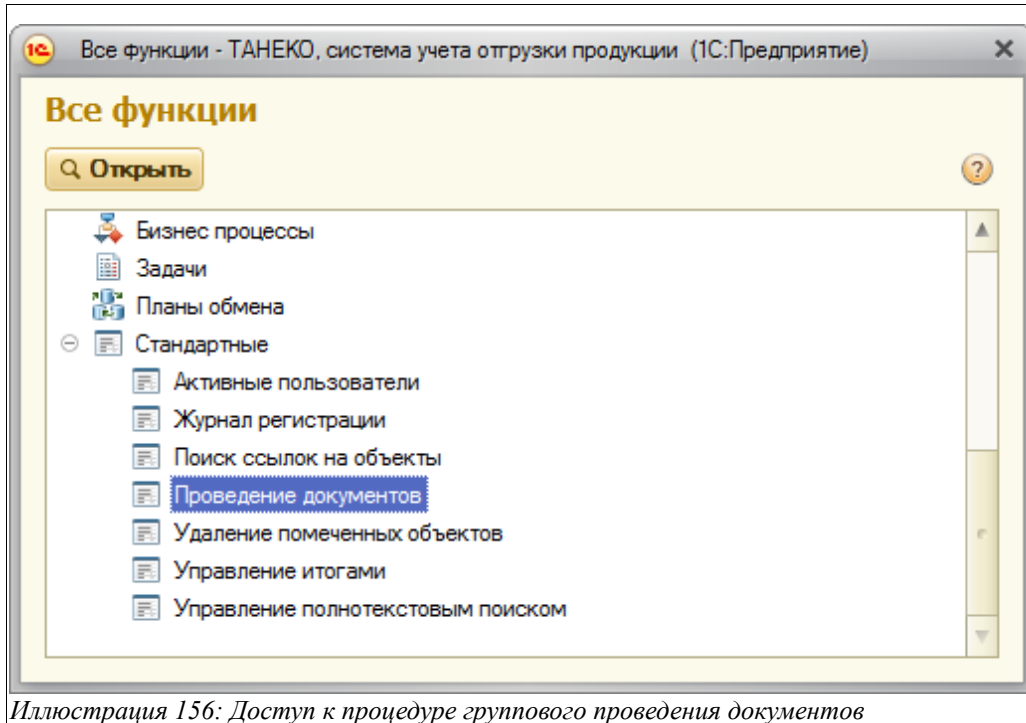 1С Все функции - ТАНЕКО, система учета отгрузки продукции (1С:Предприятие)
Все функции
Открыть ?
Бизнес процессы
Задачи
Планы обмена
Стандартные
Активные пользователи
Журнал регистрации
Поиск ссылок на объекты
Проведение документов
Удаление помеченных объектов
Управление итогами
Управление полнотекстовым поиском
Иллюстрация 156: Доступ к процедуре группового проведения документов